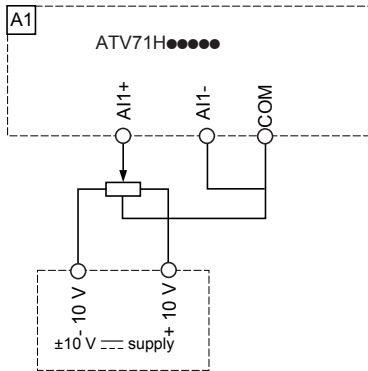 A1
ATV71H●●●●●
AI1+
AI1-
COM
- 10 V
+ 10 V
±10 V ⎓ supply